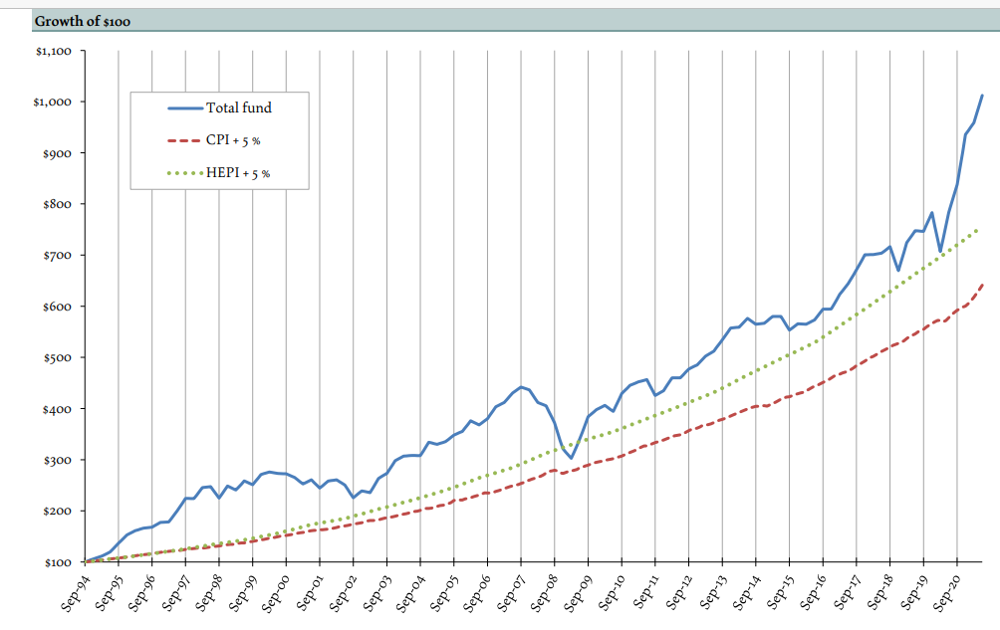 Growth of $100
$1,100
$1,000
$900
$800
$700
$600
$500
$400
$300
$200
$100
Total fund
CPI + 5 %
HEPI + 5 %
Sep-94
Sep-95
Sep-96
Sep-97
Sep-98
Sep-99
Sep-00
Sep-01
Sep-02
Sep-03
Sep-04
Sep-05
Sep-06
Sep-07
Sep-08
Sep-09
Sep-10
Sep-11
Sep-12
Sep-13
Sep-14
Sep-15
Sep-16
Sep-17
Sep-18
Sep-19
Sep-20